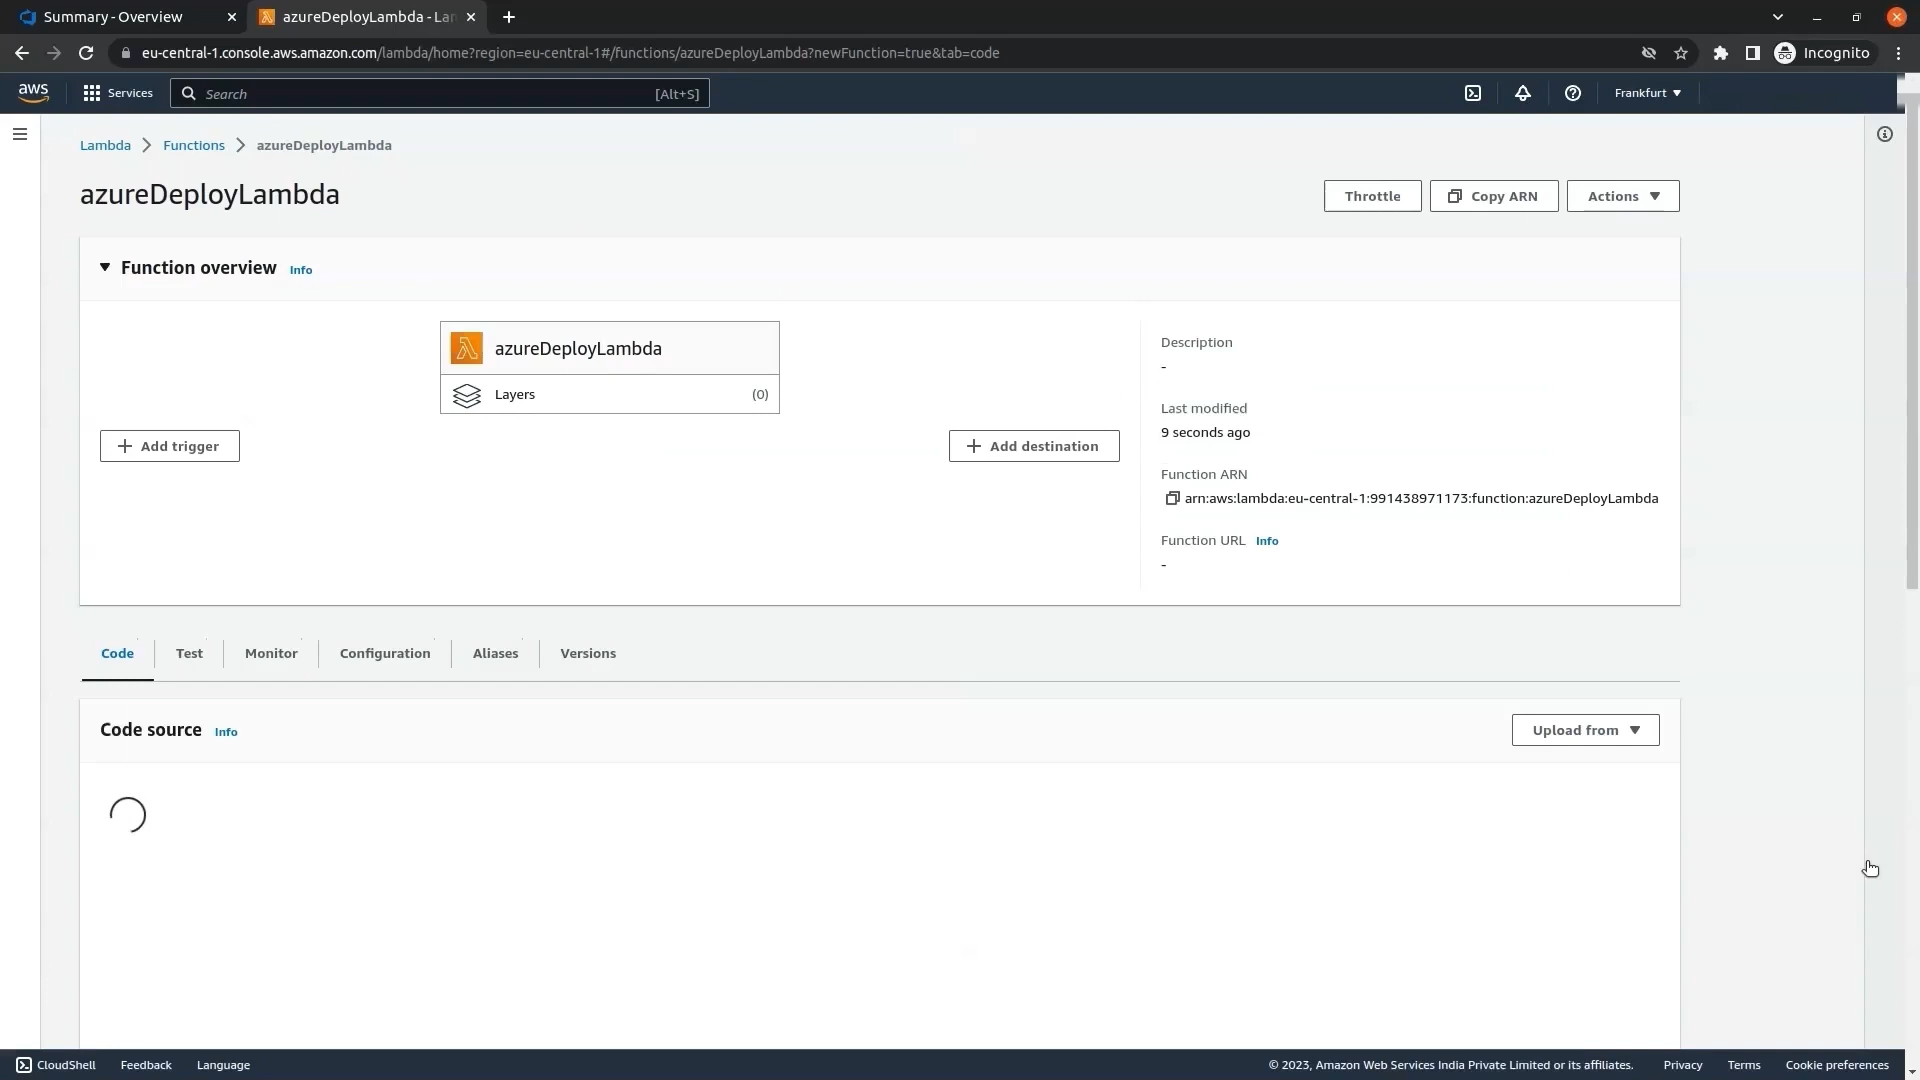 Summary - Overview
azureDeployLambda - Lar
eu-central-1.console.aws.amazon.com/lambda/home?region=eu-central-1#/functions/azureDeployLambda?newFunction=true&tab=code
Incognito
aws
Services
Search
[Alt+S]
Frankfurt
Lambda
Functions
azureDeployLambda
azureDeployLambda
Throttle
Copy ARN
Actions
Function overview
Info
azureDeployLambda
Layers
(0)
Add trigger
Add destination
Description
-
Last modified
9 seconds ago
Function ARN
arn:aws:lambda:eu-central-1:991438971173:function:azureDeployLambda
Function URL
Info
-
Code
Test
Monitor
Configuration
Aliases
Versions
Code source
Info
Upload from
CloudShell
Feedback
Language
© 2023, Amazon Web Services India Private Limited or its affiliates.
Privacy
Terms
Cookie preferences